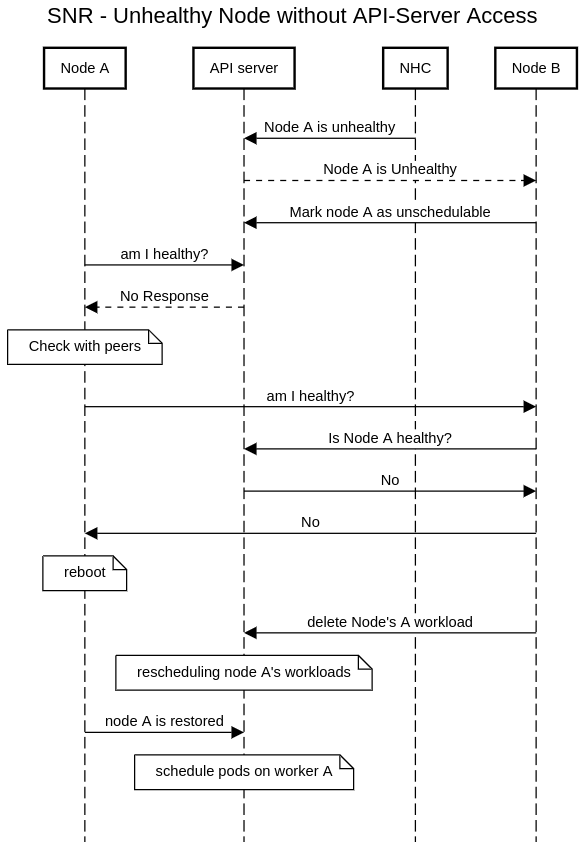 SNR - Unhealthy Node without API-Server Access
Node A
API server
NHC
Node B
Node A is unhealthy
Node A is Unhealthy
Mark node A as unschedulable
am I healthy?
No Response
Check with peers
am I healthy?
Is Node A healthy?
No
No
reboot
delete Node's A workload
rescheduling node A's workloads
node A is restored
schedule pods on worker A